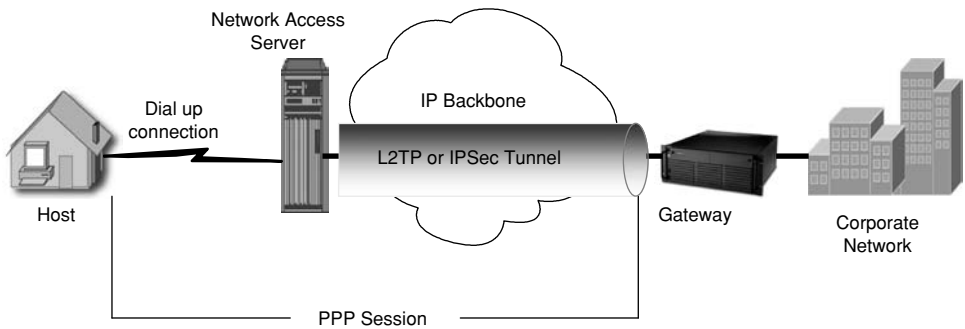 Network Access
Server
Dial up
connection
IP Backbone
L2TP or IPSec Tunnel
Host
Gateway
Corporate
Network
PPP Session